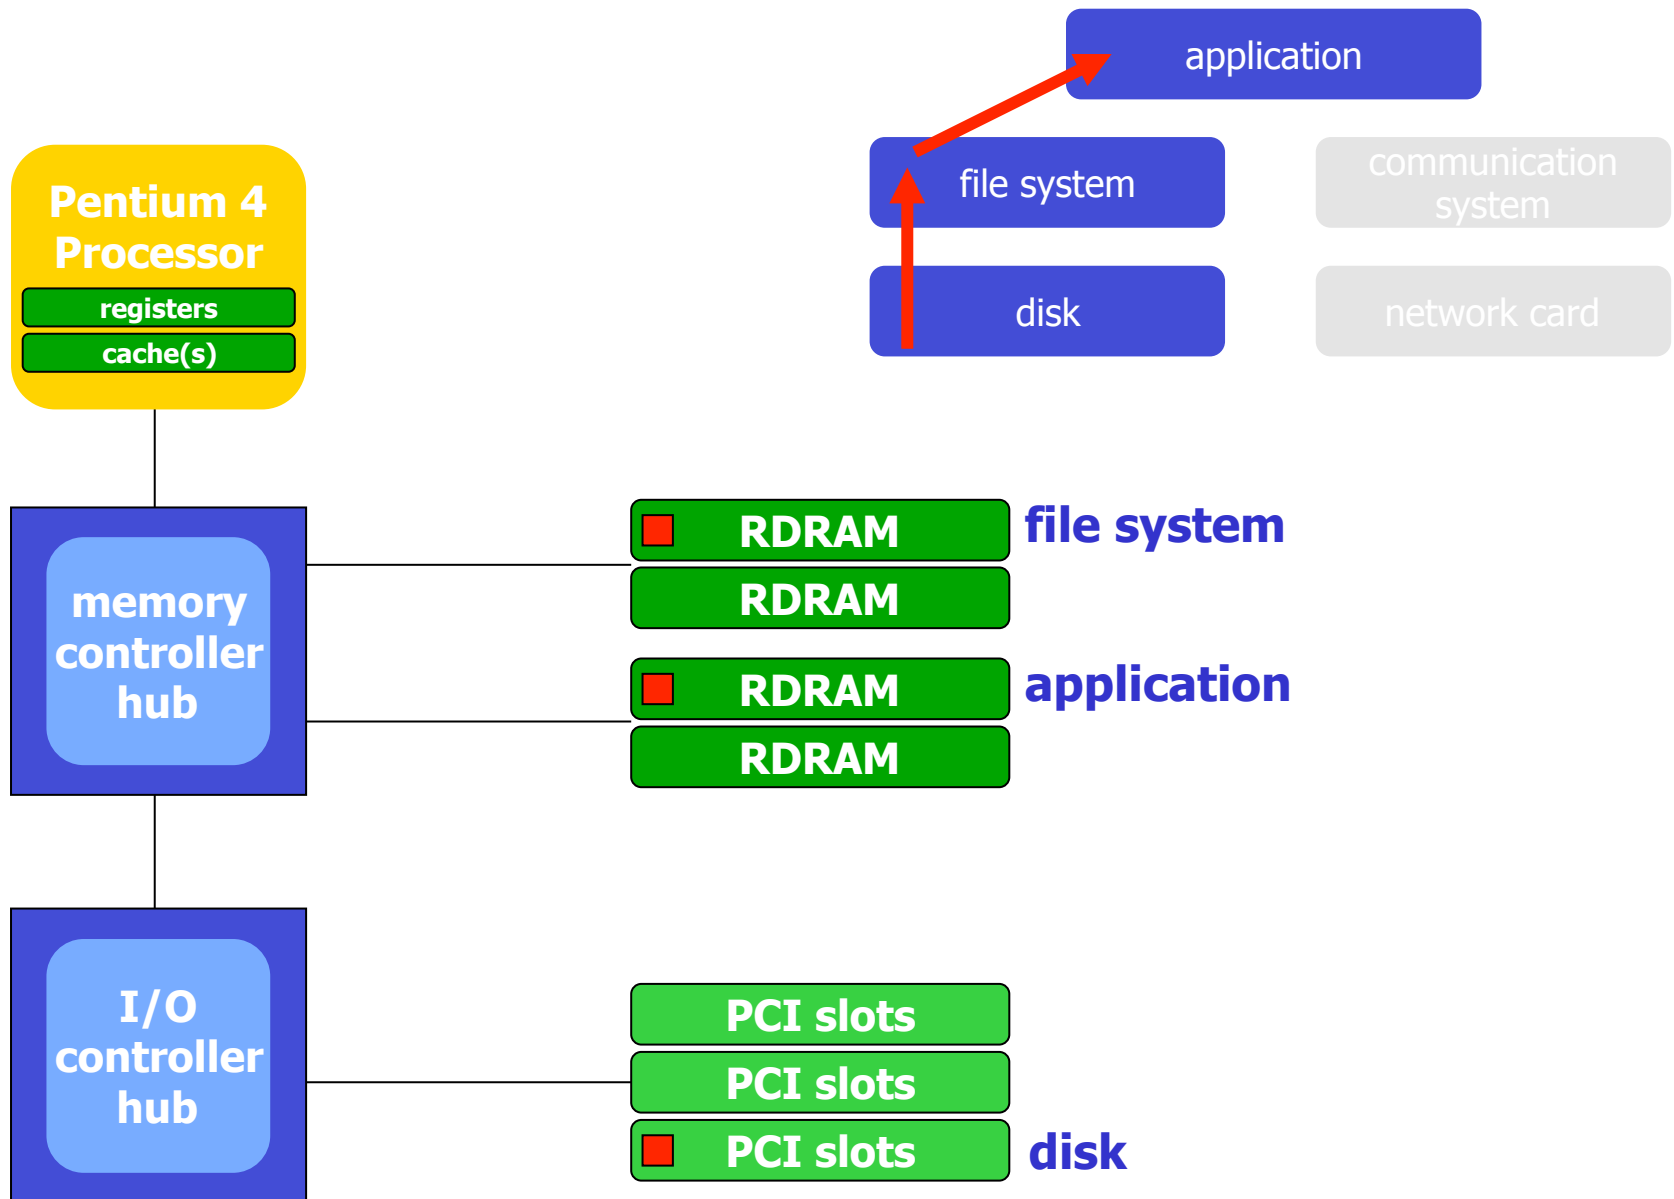 application
file system
communication
system
disk
network card
Pentium 4
Processor
registers
cache(s)
memory
controller
hub
RDRAM
file system
RDRAM
RDRAM
application
RDRAM
I/O
controller
hub
PCI slots
PCI slots
PCI slots
disk